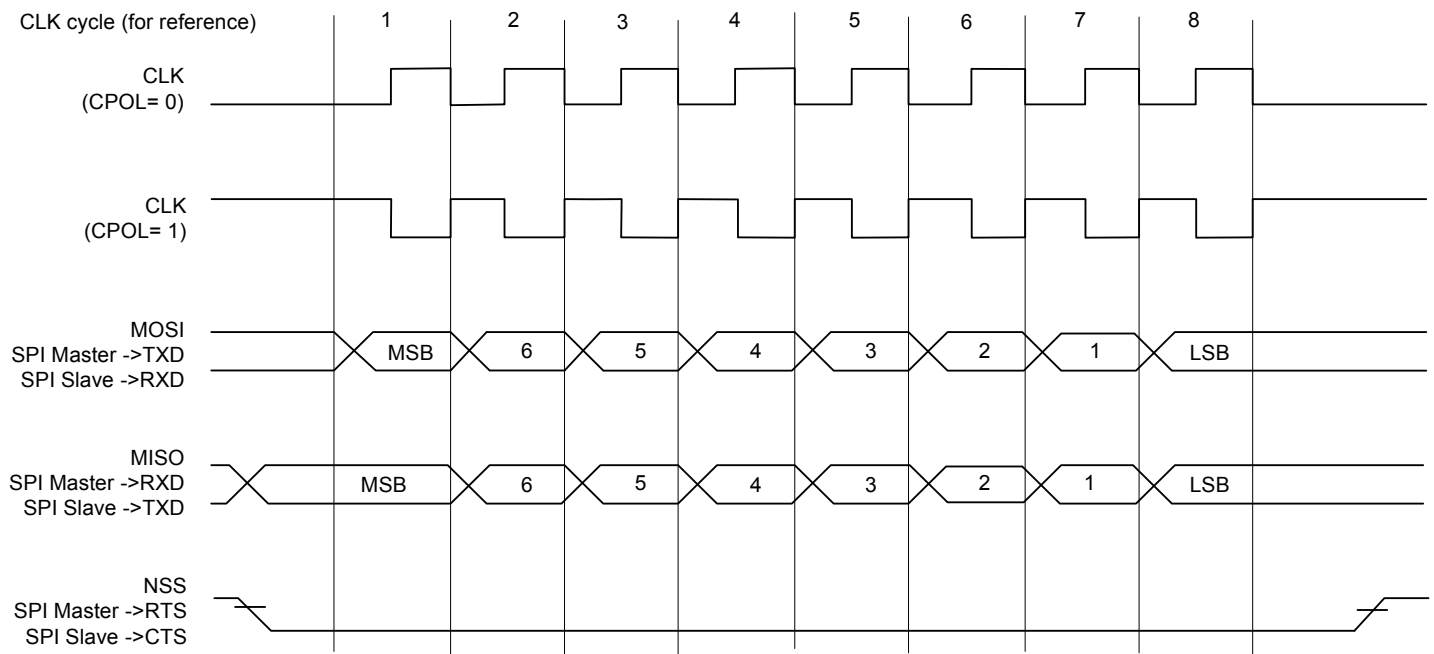 CLK cycle (for reference) 1 2 3 4 5 6 7 8
CLK
(CPOL= 0)
CLK
(CPOL= 1)
MOSI
SPI Master ->TXD
SPI Slave ->RXD
MSB 6 5 4 3 2 1 LSB
MISO
SPI Master ->RXD
SPI Slave ->TXD
MSB 6 5 4 3 2 1 LSB
NSS
SPI Master ->RTS
SPI Slave ->CTS